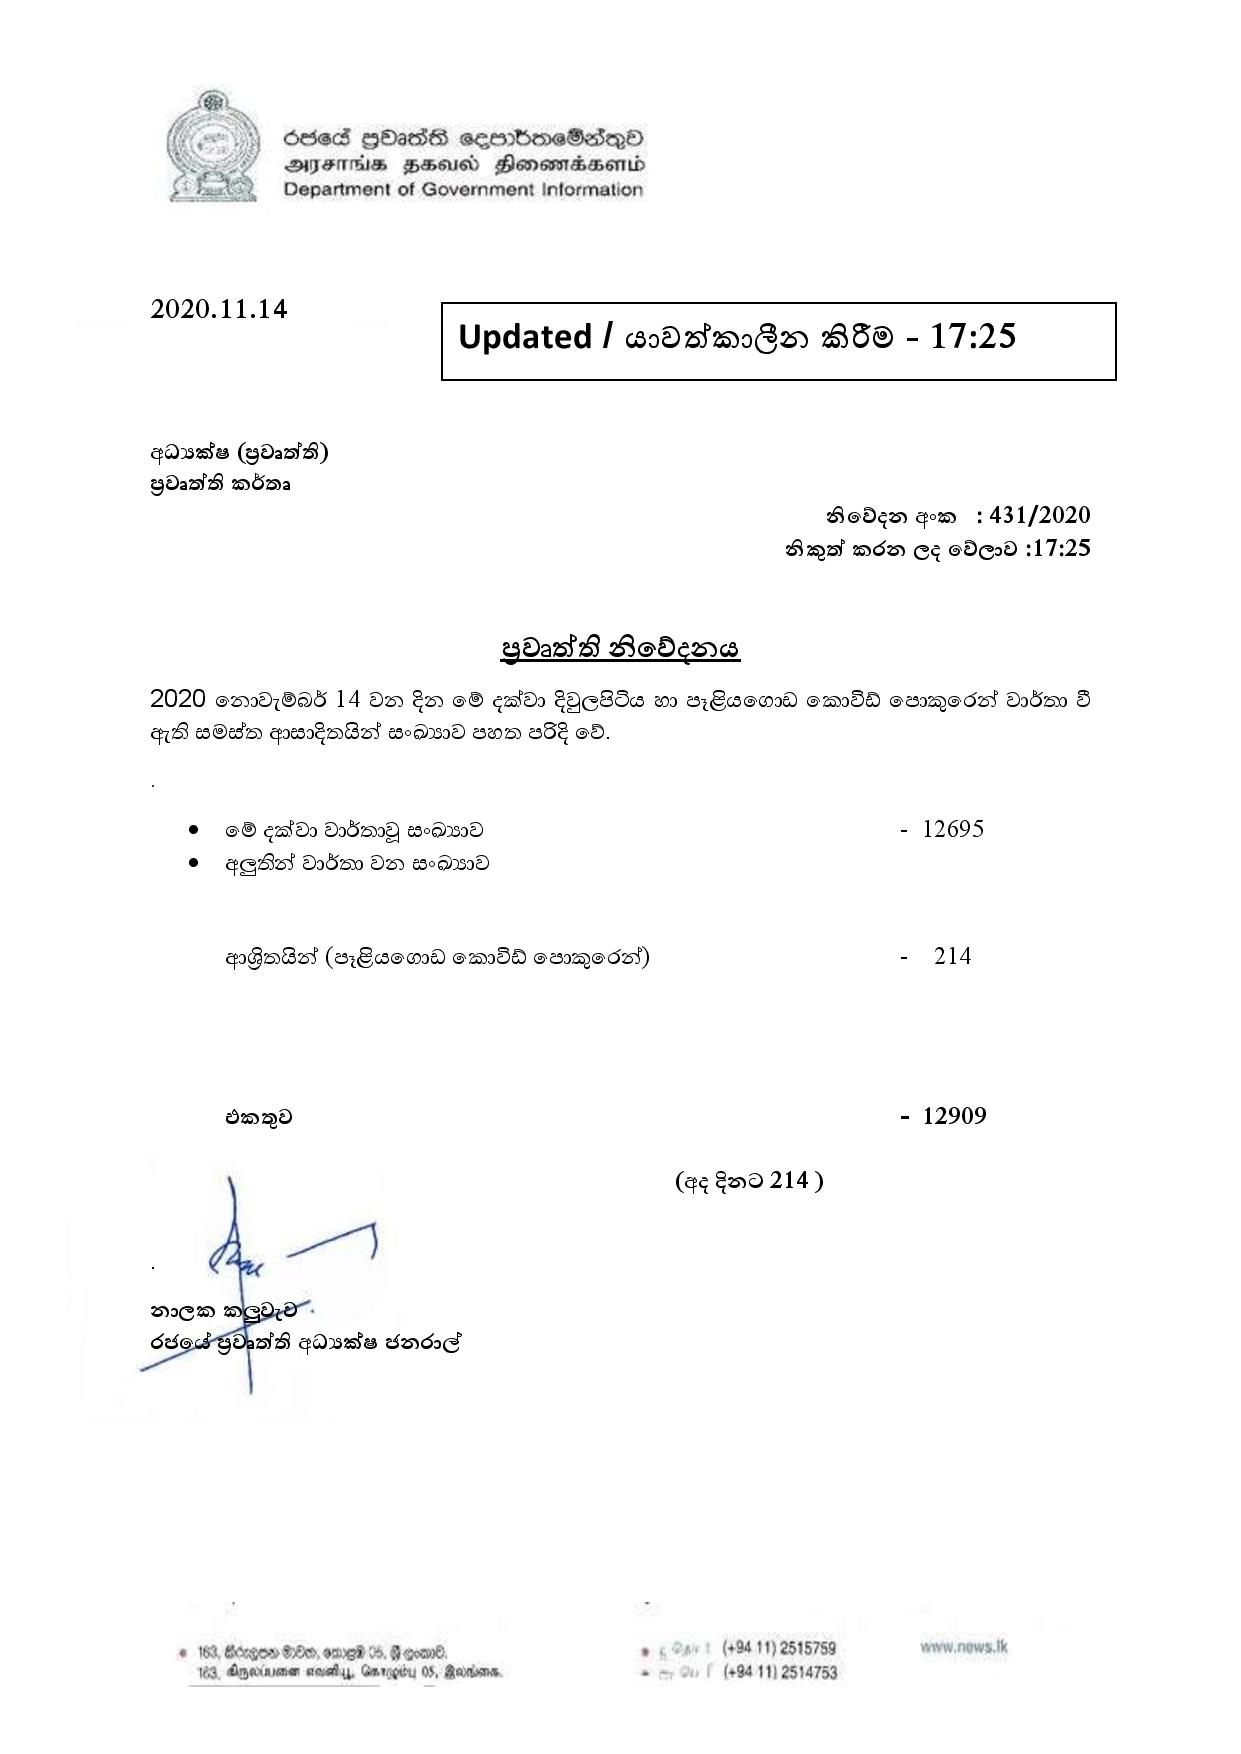 රජයේ ප්‍රවෘත්ති දෙපාර්තමේන්තුව
அரசாங்க தகவல் திணைக்களம்
Department of Government Information
2020.11.14
Updated / යාවත්කාලීන කිරීම - 17:25
අධ්‍යක්ෂ (ප්‍රවෘත්ති)
ප්‍රවෘත්ති කර්තෘ
නිවේදන අංක : 431/2020
නිකුත් කරන ලද වේලාව :17:25
ප්‍රවෘත්ති නිවේදනය
2020 නොවැම්බර් 14 වන දින මේ දක්වා දිවුලපිටිය හා පෑළියගොඩ කොවිඩ් පොකුරෙන් වාර්තා වී
ඇති සමස්ත ආසාදිතයින් සංඛ්‍යාව පහත පරිදි වේ.
.
• මේ දක්වා වාර්තාවූ සංඛ්‍යාව - 12695
• අලුතින් වාර්තා වන සංඛ්‍යාව
ආශ්‍රිතයින් (පෑළියගොඩ කොවිඩ් පොකුරෙන්) - 214
එකතුව - 12909
(අද දිනට 214 )
.
නාලක කලුවැව
රජයේ ප්‍රවෘත්ති අධ්‍යක්ෂ ජනරාල්
163, කිරුලපන මාවත, කොළඹ 05, ශ්‍රී ලංකාව.
163, கிருலப்பனை எவனியூ, கொழும்பு 05, இலங்கை.
(+94 11) 2515759
(+94 11) 2514753
www.news.lk